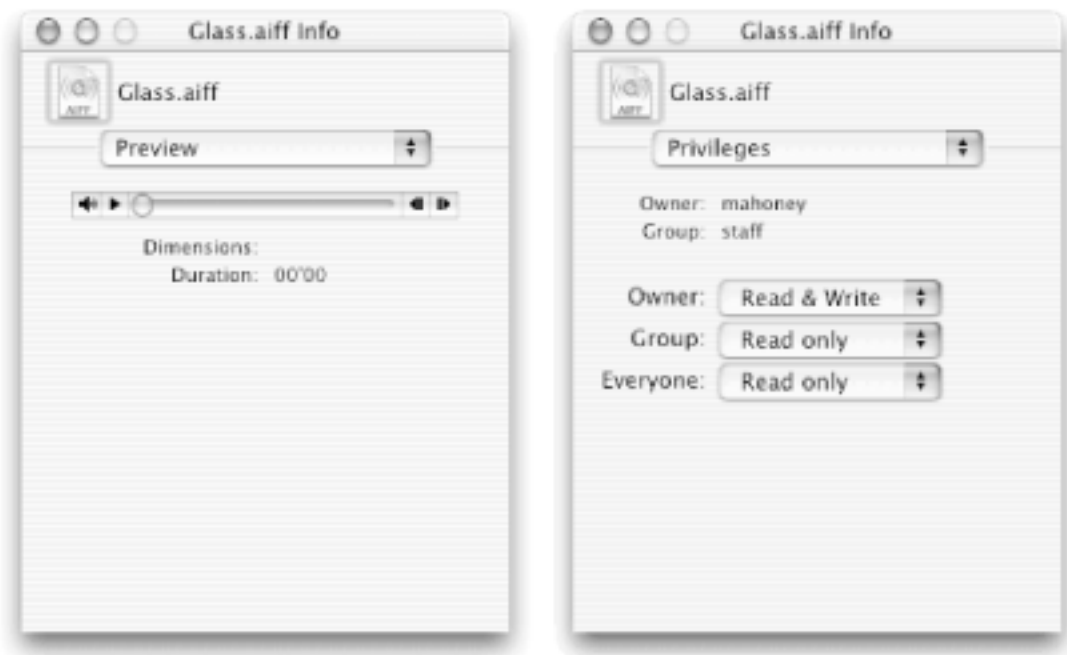 Glass.aiff Info
AIFF
Glass.aiff
Preview
Dimensions:
Duration: 00'00
Glass.aiff Info
AIFF
Glass.aiff
Privileges
Owner: mahoney
Group: staff
Owner: Read & Write
Group: Read only
Everyone: Read only